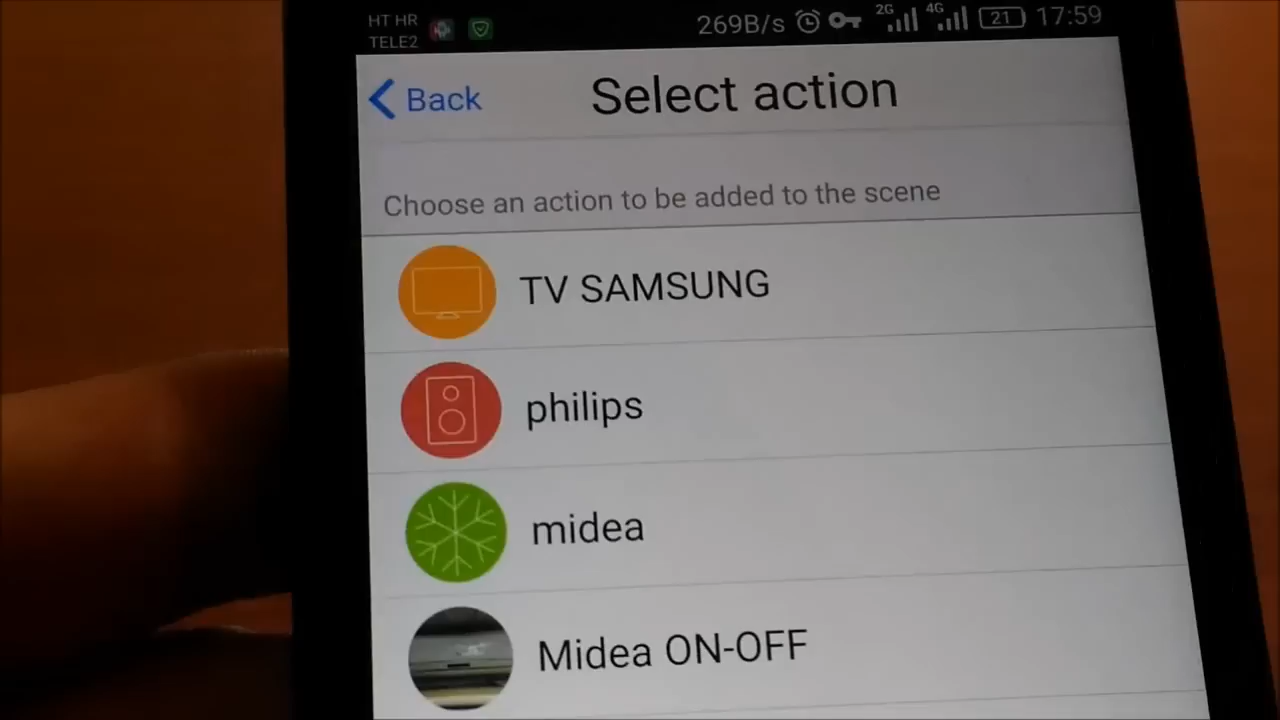 HT HR
TELE2
269B/s 2G 4G 21 17:59
Back Select action
Choose an action to be added to the scene
TV SAMSUNG
philips
midea
Midea ON-OFF